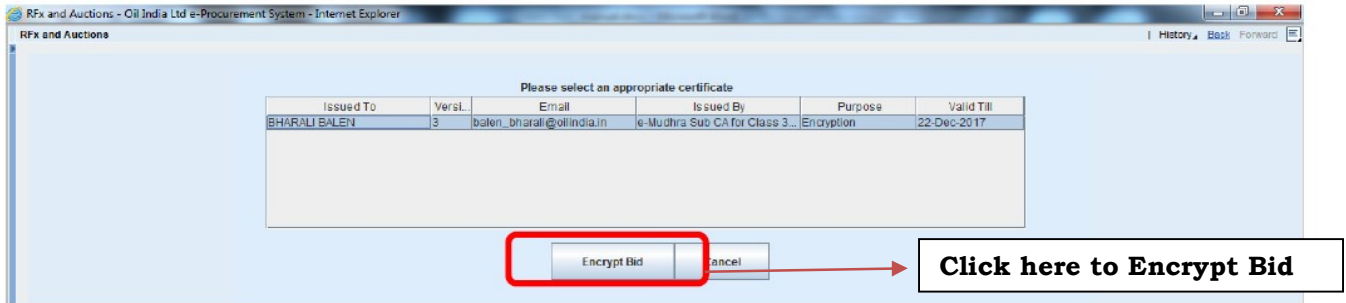 RFx and Auctions - Oil India Ltd e-Procurement System - Internet Explorer
RFx and Auctions | History Back Forward
Please select an appropriate certificate
Issued To Versi... Email Issued By Purpose Valid Till
BHARALI BALEN 3 balen_bharali@oilindia.in e-Mudhra Sub CA for Class 3... Encryption 22-Dec-2017
Encrypt Bid Cancel Click here to Encrypt Bid